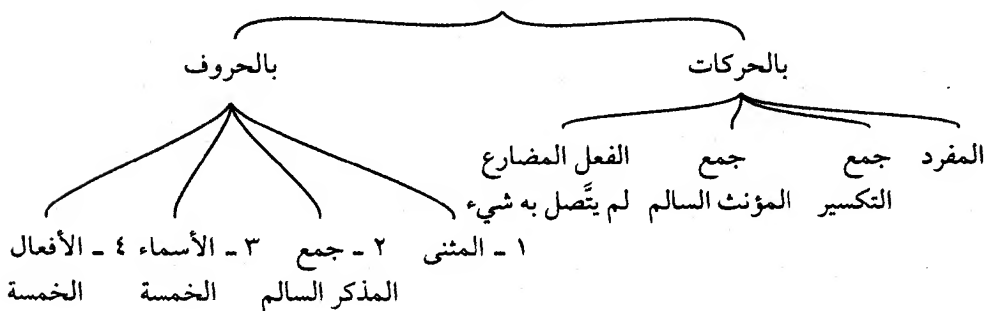 بالحركات بالحروف
المفرد جمع جمع الفعل المضارع
التكسير المؤنث السالم لم يتَّصل به شيء
١ ـ المثنى ٢ ـ جمع ٣ ـ الأسماء ٤ ـ الأفعال
المذكر السالم الخمسة الخمسة